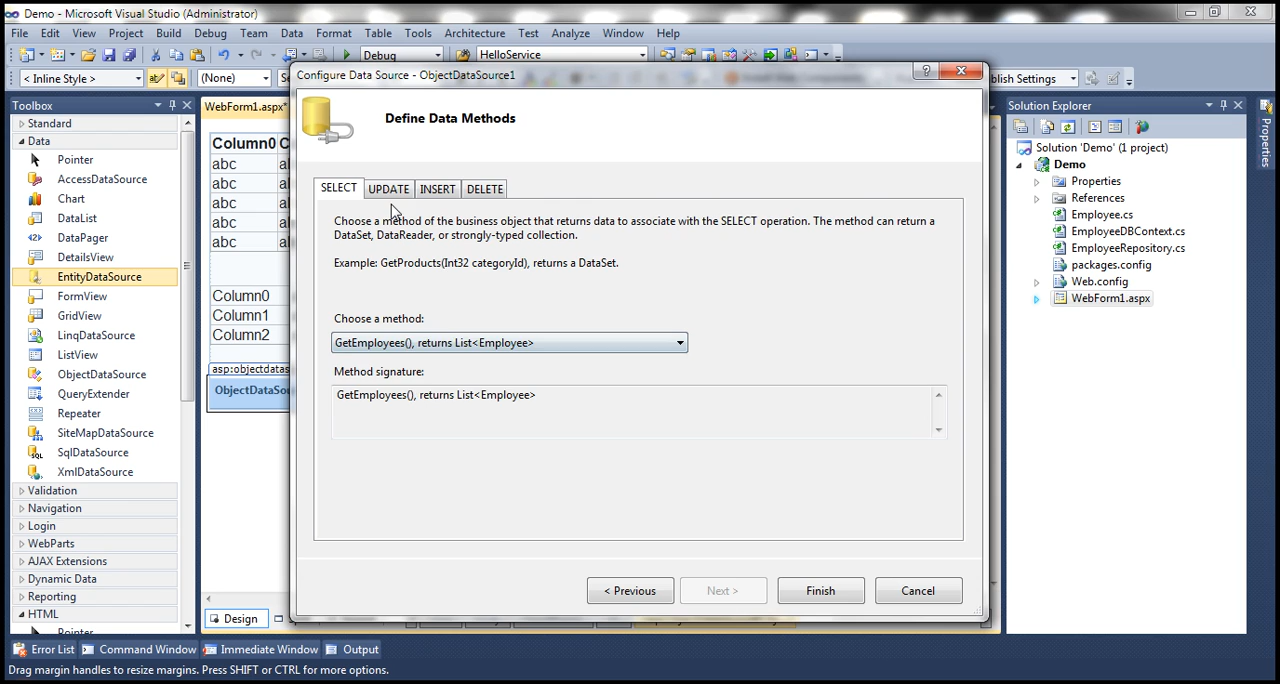 Demo - Microsoft Visual Studio (Administrator)
File Edit View Project Build Debug Team Data Format Table Tools Architecture Test Analyze Window Help
Debug HelloService
< Inline Style > (None) blish Settings
Toolbox
Standard
Data
Pointer
AccessDataSource
Chart
DataList
DataPager
DetailsView
EntityDataSource
FormView
GridView
LinqDataSource
ListView
ObjectDataSource
QueryExtender
Repeater
SiteMapDataSource
SqlDataSource
XmlDataSource
Validation
Navigation
Login
WebParts
AJAX Extensions
Dynamic Data
Reporting
HTML
Pointer
WebForm1.aspx*
Column0 C
abc al
abc al
abc al
abc al
abc al
Column0
Column1
Column2
asp:objectdatas
ObjectDataSou
Design
Configure Data Source - ObjectDataSource1
Define Data Methods
SELECT UPDATE INSERT DELETE
Choose a method of the business object that returns data to associate with the SELECT operation. The method can return a
DataSet, DataReader, or strongly-typed collection.
Example: GetProducts(Int32 categoryId), returns a DataSet.
Choose a method:
GetEmployees(), returns List<Employee>
Method signature:
GetEmployees(), returns List<Employee>
< Previous Next > Finish Cancel
Solution Explorer
Solution 'Demo' (1 project)
Demo
Properties
References
Employee.cs
EmployeeDBContext.cs
EmployeeRepository.cs
packages.config
Web.config
WebForm1.aspx
Properties
Error List Command Window Immediate Window Output
Drag margin handles to resize margins. Press SHIFT or CTRL for more options.